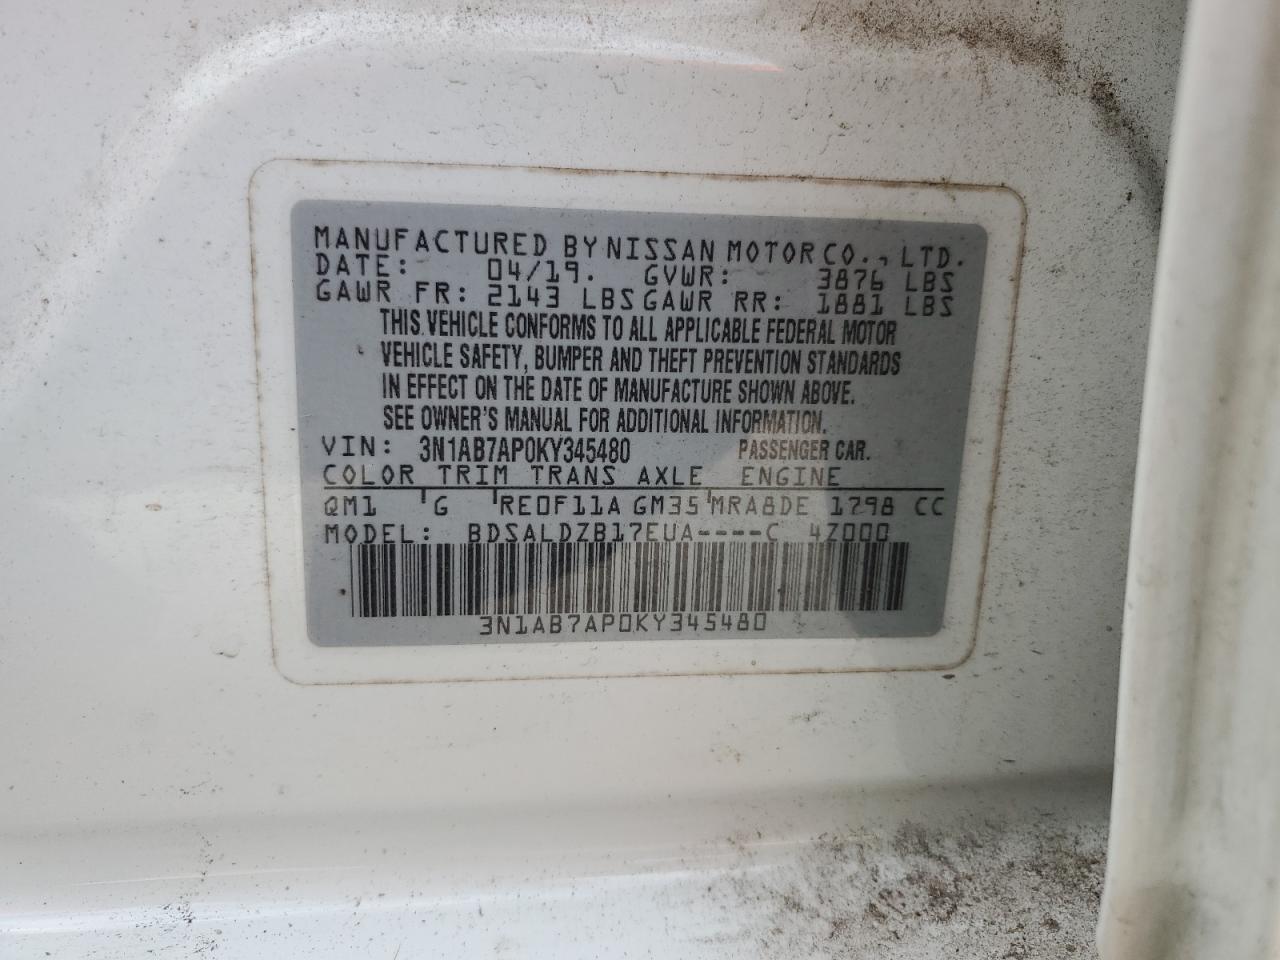 MANUFACTURED BY NISSAN MOTOR CO., LTD.
DATE: 04/19. GVWR: 3876 LBS
GAWR FR: 2143 LBS GAWR RR: 1881 LBS
THIS VEHICLE CONFORMS TO ALL APPLICABLE FEDERAL MOTOR
VEHICLE SAFETY, BUMPER AND THEFT PREVENTION STANDARDS
IN EFFECT ON THE DATE OF MANUFACTURE SHOWN ABOVE.
SEE OWNER'S MANUAL FOR ADDITIONAL INFORMATION.
VIN: 3N1AB7AP0KY345480 PASSENGER CAR.
COLOR TRIM TRANS AXLE ENGINE
QM1 G RE0F11A GM35 MRA8DE 1798 CC
MODEL: BDSALDZB17EUA----C 4Z000
3N1AB7AP0KY345480